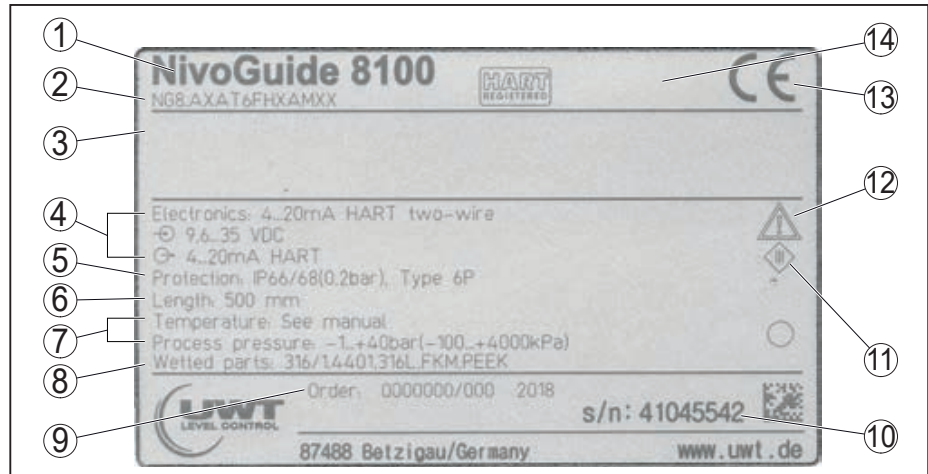 1
NivoGuide 8100
HART
REGISTERED
14
CE
13
2
NG8.AXAT6FHXAMXX
3
4
Electronics: 4...20mA HART two-wire
9,6...35 VDC
4...20mA HART
12
5
Protection: IP66/68(0.2bar), Type 6P
6
Length: 500 mm
7
Temperature: See manual
Process pressure: -1...+40bar(-100...+4000kPa)
11
8
Wetted parts: 316/1.4401,316L,FKM,PEEK
9
Order: 0000000/000 2018
UWT
LEVEL CONTROL
s/n: 41045542
10
87488 Betzigau/Germany
www.uwt.de